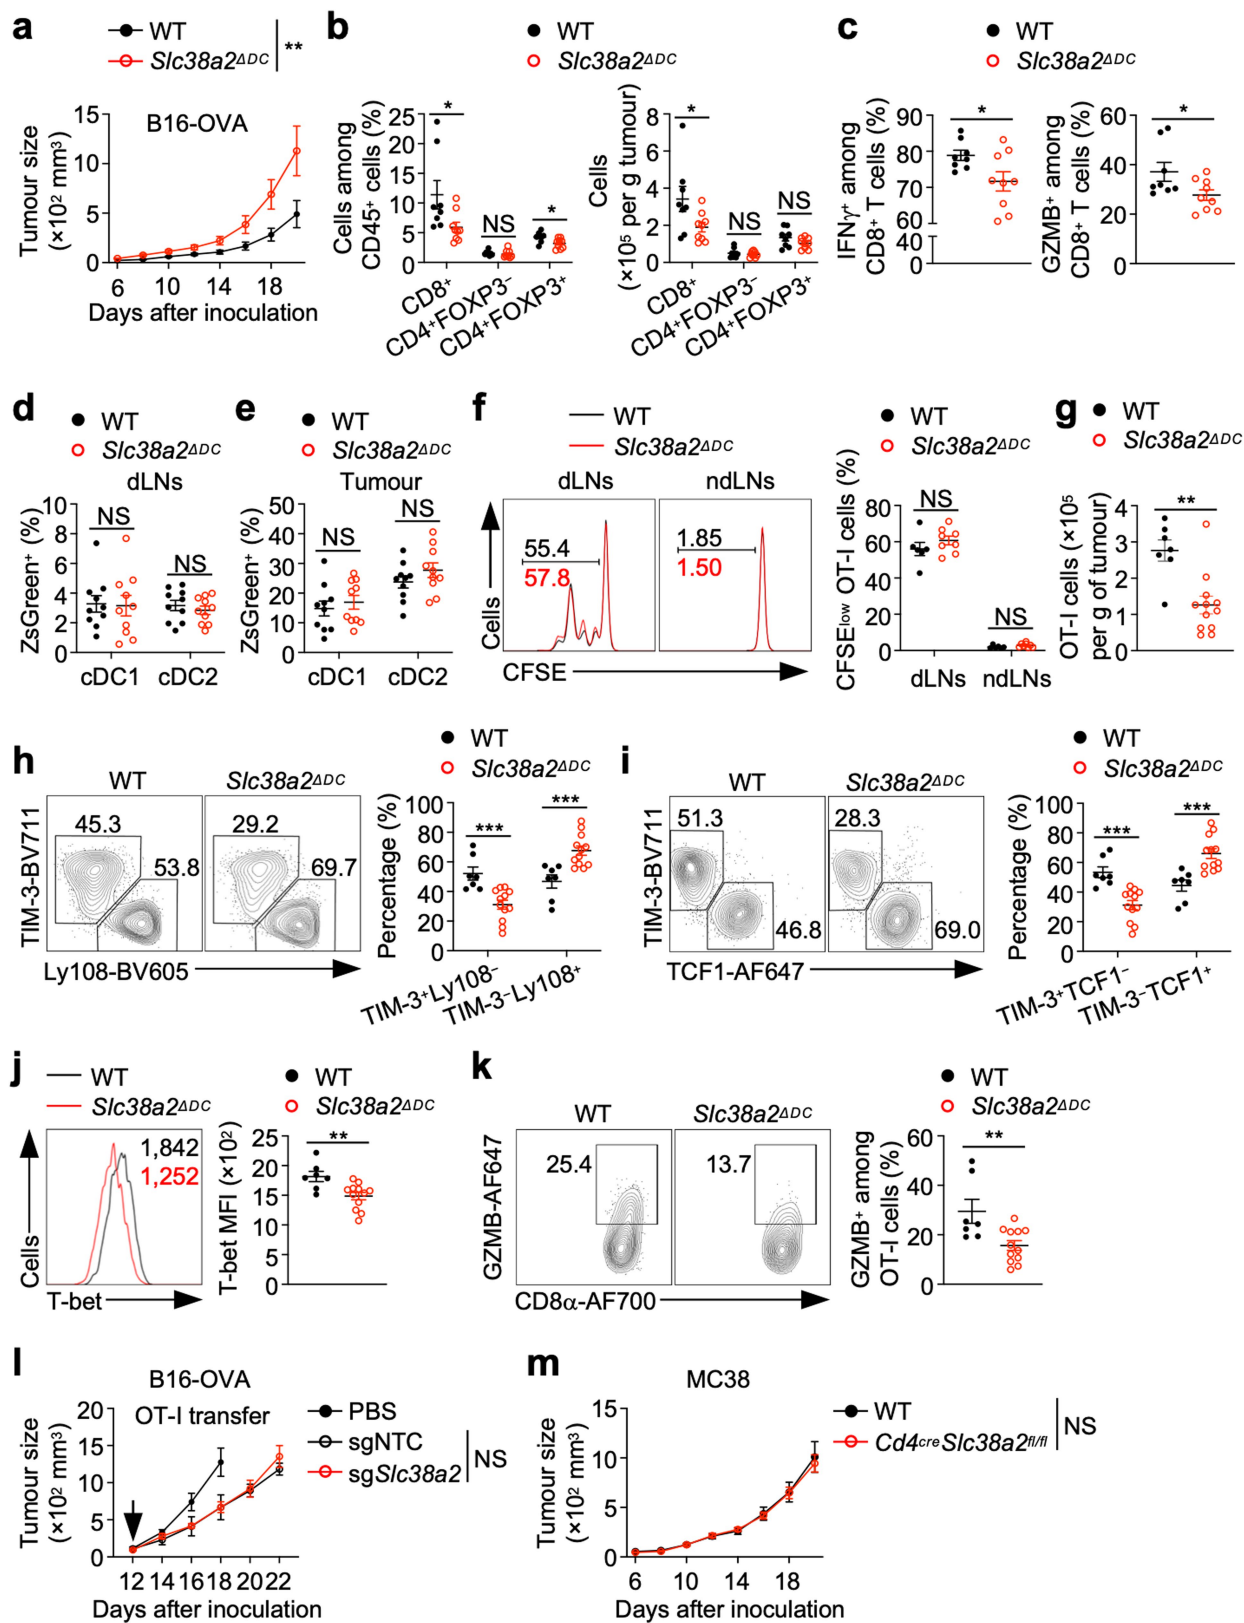 a
WT
Slc38a2ΔDC
**
B16-OVA
Tumour size
(×10² mm³)
15
10
5
0
6 10 14 18
Days after inoculation
b
WT
Slc38a2ΔDC
Cells among
CD45⁺ cells (%)
25
20
15
10
5
0
* NS *
CD8⁺
CD4⁺FOXP3⁻
CD4⁺FOXP3⁺
Cells
(×10⁵ per g tumour)
8
6
4
2
0
* NS NS
CD8⁺
CD4⁺FOXP3⁻
CD4⁺FOXP3⁺
c
WT
Slc38a2ΔDC
IFNγ⁺ among
CD8⁺ T cells (%)
90
80
70
60
40
0
*
GZMB⁺ among
CD8⁺ T cells (%)
60
40
20
0
*
d
WT
Slc38a2ΔDC
dLNs
ZsGreen⁺ (%)
10
8
6
4
2
0
NS NS
cDC1 cDC2
e
WT
Slc38a2ΔDC
Tumour
ZsGreen⁺ (%)
50
40
30
20
10
0
NS NS
cDC1 cDC2
f
WT
Slc38a2ΔDC
dLNs ndLNs
55.4
57.8
1.85
1.50
Cells
CFSE
WT
Slc38a2ΔDC
CFSElow OT-I cells (%)
80
60
40
20
0
NS NS
dLNs ndLNs
g
WT
Slc38a2ΔDC
OT-I cells (×10⁵
per g of tumour)
4
3
2
1
0
**
h
WT Slc38a2ΔDC
TIM-3-BV711
45.3
53.8
29.2
69.7
Ly108-BV605
WT
Slc38a2ΔDC
Percentage (%)
100
80
60
40
20
0
*** ***
TIM-3⁺Ly108⁻
TIM-3⁻Ly108⁺
i
WT Slc38a2ΔDC
TIM-3-BV711
51.3
46.8
28.3
69.0
TCF1-AF647
WT
Slc38a2ΔDC
Percentage (%)
100
80
60
40
20
0
*** ***
TIM-3⁺TCF1⁻
TIM-3⁻TCF1⁺
j
WT
Slc38a2ΔDC
1,842
1,252
Cells
T-bet
WT
Slc38a2ΔDC
T-bet MFI (×10²)
25
20
15
10
5
0
**
k
WT Slc38a2ΔDC
GZMB-AF647
25.4
13.7
CD8α-AF700
WT
Slc38a2ΔDC
GZMB⁺ among
OT-I cells (%)
60
40
20
0
**
l
B16-OVA
OT-I transfer
Tumour size
(×10² mm³)
20
15
10
5
0
12 14 16 18 20 22
Days after inoculation
PBS
sgNTC
sgSlc38a2
NS
m
MC38
Tumour size
(×10² mm³)
15
10
5
0
6 10 14 18
Days after inoculation
WT
Cd4creSlc38a2fl/fl
NS